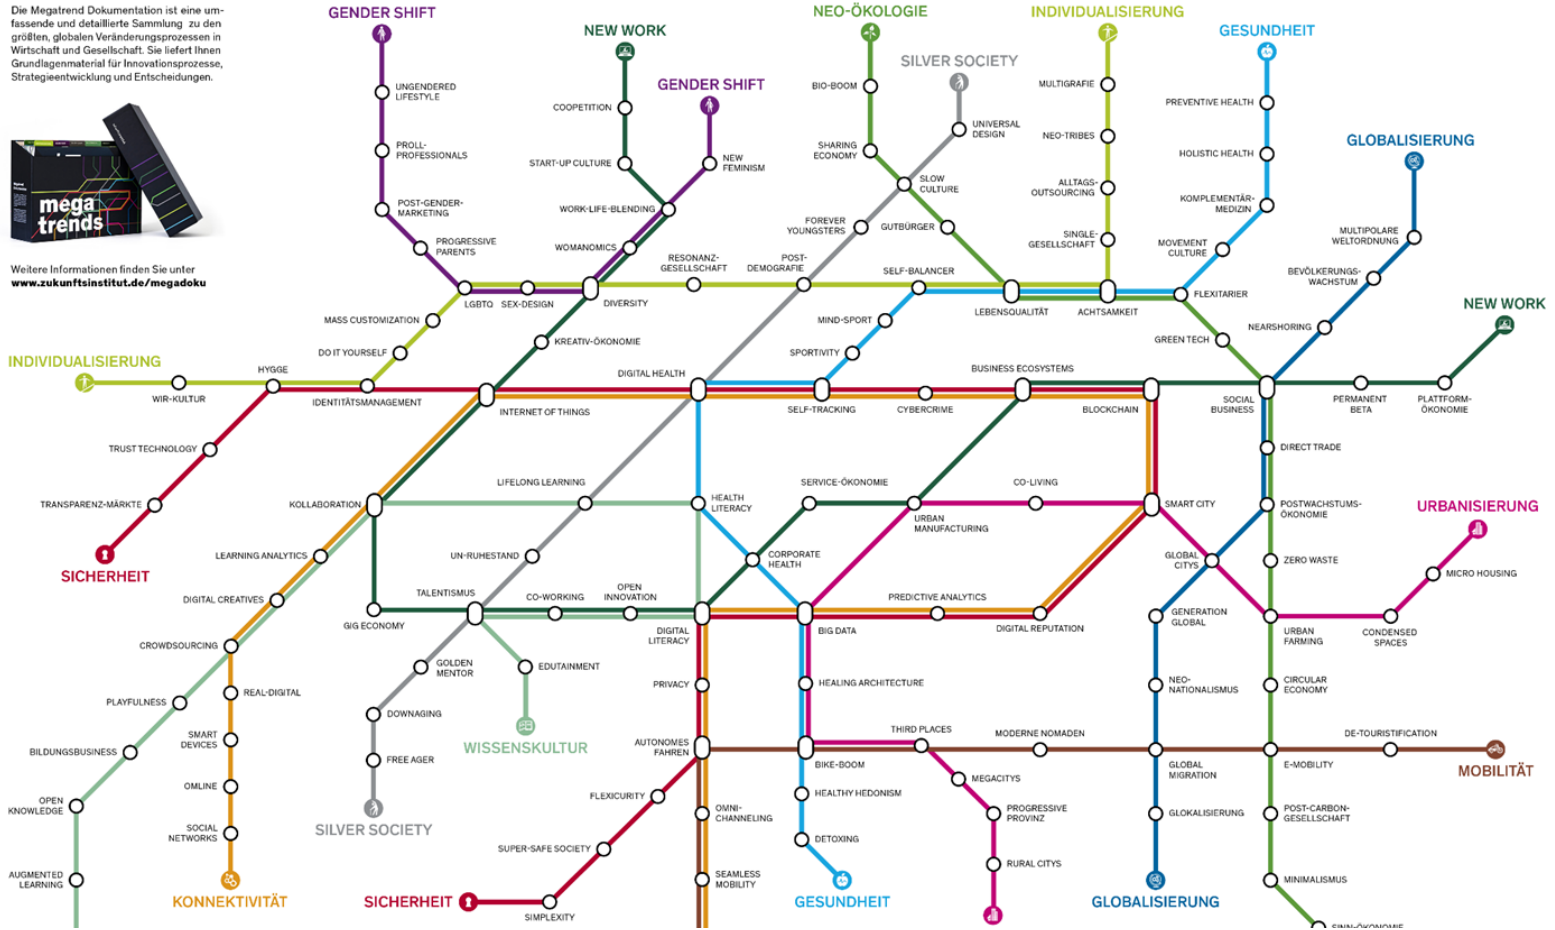 Die Megatrend Dokumentation ist eine um-
fassende und detaillierte Sammlung zu den
größten, globalen Veränderungsprozessen in
Wirtschaft und Gesellschaft. Sie liefert Ihnen
Grundlagenmaterial für Innovationsprozesse,
Strategieentwicklung und Entscheidungen.
mega
trends
Weitere Informationen finden Sie unter
www.zukunftsinstitut.de/megadoku
GENDER SHIFT
NEW WORK
GENDER SHIFT
NEO-ÖKOLOGIE
SILVER SOCIETY
INDIVIDUALISIERUNG
GESUNDHEIT
GLOBALISIERUNG
UNGENDERED
LIFESTYLE
PROLL-
PROFESSIONALS
POST-GENDER-
MARKETING
PROGRESSIVE
PARENTS
COOPETITION
START-UP CULTURE
WORK-LIFE-BLENDING
WOMANOMICS
NEW
FEMINISM
BIO-BOOM
SHARING
ECONOMY
UNIVERSAL
DESIGN
SLOW
CULTURE
FOREVER
YOUNGSTERS
GUTBÜRGER
MULTIGRAFIE
NEO-TRIBES
ALLTAGS-
OUTSOURCING
SINGLE-
GESELLSCHAFT
PREVENTIVE HEALTH
HOLISTIC HEALTH
KOMPLEMENTÄR-
MEDIZIN
MOVEMENT
CULTURE
MULTIPOLARE
WELTORDNUNG
BEVÖLKERUNGS-
WACHSTUM
NEARSHORING
NEW WORK
LGBTQ
SEX-DESIGN
DIVERSITY
RESONANZ-
GESELLSCHAFT
POST-
DEMOGRAFIE
SELF-BALANCER
LEBENSQUALITÄT
ACHTSAMKEIT
FLEXITARIER
GREEN TECH
MASS CUSTOMIZATION
DO IT YOURSELF
KREATIV-ÖKONOMIE
MIND-SPORT
SPORTIVITY
INDIVIDUALISIERUNG
WIR-KULTUR
HYGGE
IDENTITÄTSMANAGEMENT
INTERNET OF THINGS
DIGITAL HEALTH
SELF-TRACKING
CYBERCRIME
BUSINESS ECOSYSTEMS
BLOCKCHAIN
SOCIAL
BUSINESS
PERMANENT
BETA
PLATTFORM-
ÖKONOMIE
TRUST TECHNOLOGY
TRANSPARENZ-MÄRKTE
SICHERHEIT
DIRECT TRADE
KOLLABORATION
LIFELONG LEARNING
HEALTH
LITERACY
SERVICE-ÖKONOMIE
URBAN
MANUFACTURING
CO-LIVING
SMART CITY
POSTWACHSTUMS-
ÖKONOMIE
URBANISIERUNG
LEARNING ANALYTICS
UN-RUHESTAND
CORPORATE
HEALTH
GLOBAL
CITYS
ZERO WASTE
MICRO HOUSING
DIGITAL CREATIVES
GIG ECONOMY
TALENTISMUS
CO-WORKING
OPEN
INNOVATION
DIGITAL
LITERACY
BIG DATA
PREDICTIVE ANALYTICS
DIGITAL REPUTATION
GENERATION
GLOBAL
URBAN
FARMING
CONDENSED
SPACES
CROWDSOURCING
GOLDEN
MENTOR
EDUTAINMENT
PLAYFULNESS
REAL-DIGITAL
DOWNAGING
WISSENSKULTUR
PRIVACY
HEALING ARCHITECTURE
NEO-
NATIONALISMUS
CIRCULAR
ECONOMY
BILDUNGSBUSINESS
SMART
DEVICES
FREE AGER
AUTONOMES
FAHREN
BIKE-BOOM
THIRD PLACES
MODERNE NOMADEN
GLOBAL
MIGRATION
E-MOBILITY
DE-TOURISTIFICATION
MOBILITÄT
OPEN
KNOWLEDGE
OMLINE
SOCIAL
NETWORKS
SILVER SOCIETY
FLEXICURITY
OMNI-
CHANNELING
HEALTHY HEDONISM
MEGACITYS
PROGRESSIVE
PROVINZ
GLOKALISIERUNG
POST-CARBON-
GESELLSCHAFT
SUPER-SAFE SOCIETY
DETOXING
RURAL CITYS
AUGMENTED
LEARNING
KONNEKTIVITÄT
SICHERHEIT
SIMPLEXITY
SEAMLESS
MOBILITY
GESUNDHEIT
GLOBALISIERUNG
MINIMALISMUS
SINN-ÖKONOMIE